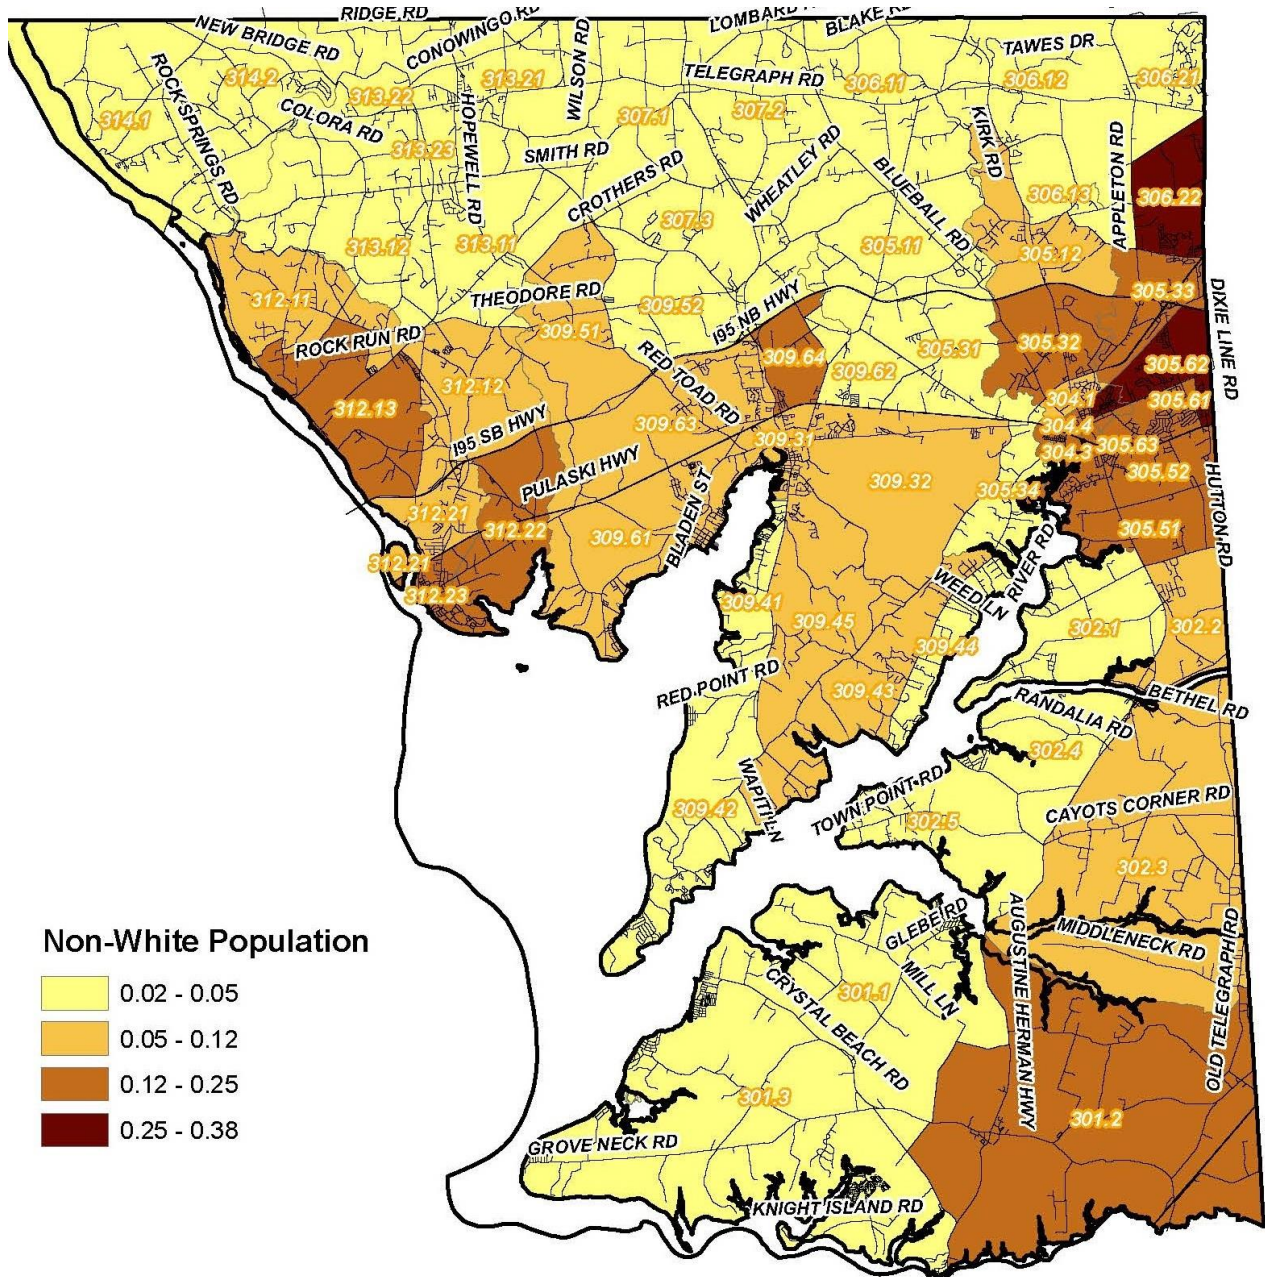 RIDGE RD
LOMBARD
BLAKE RD
NEW BRIDGE RD
CONOWINGO RD
WILSON RD
TAWES DR
ROCK SPRINGS RD
314.2
313.21
TELEGRAPH RD
306.11
306.12
306.21
313.22
COLORA RD
HOPEWELL RD
307.1
307.2
KIRK RD
314.1
313.23
SMITH RD
CROTHERS RD
WHEATLEY RD
BLUEBALL RD
APPLETON RD
306.13
306.22
307.3
313.12
313.11
305.11
305.12
312.11
THEODORE RD
309.52
I95 NB HWY
305.33
DIXIE LINE RD
ROCK RUN RD
309.51
RED TOAD RD
309.64
305.31
305.32
309.62
305.62
312.12
312.13
304.1
305.61
I95 SB HWY
309.63
304.4
309.31
305.63
304.3
PULASKI HWY
305.52
309.32
305.34
HUTTON RD
312.21
BLADEN ST
312.22
309.61
305.51
RIVER RD
312.21
WEED LN
312.23
309.41
309.45
302.1
302.2
309.44
RED POINT RD
309.43
RANDALIA RD
BETHEL RD
302.4
WAPITI LN
TOWN POINT RD
309.42
302.5
CAYOTS CORNER RD
302.3
GLEBE RD
AUGUSTINE HERMAN HWY
MIDDLENECK RD
OLD TELEGRAPH RD
Non-White Population
0.02 - 0.05
0.05 - 0.12
0.12 - 0.25
0.25 - 0.38
CRYSTAL BEACH RD
301.1
MILL LN
301.3
301.2
GROVE NECK RD
KNIGHT ISLAND RD